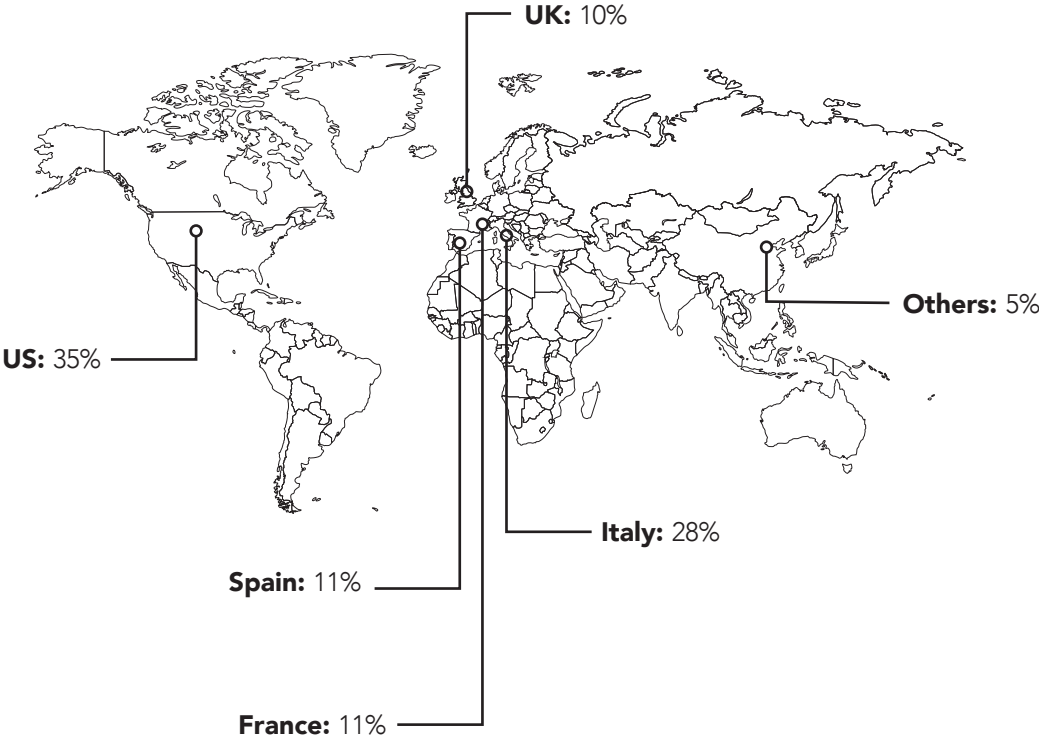 UK: 10%
Others: 5%
US: 35%
Italy: 28%
Spain: 11%
France: 11%